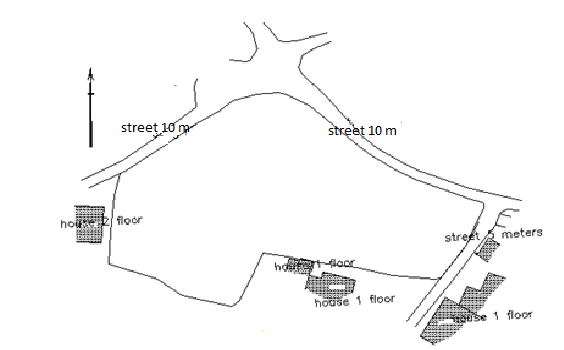 street 10 m
street 10 m
house 2 floor
street 5 meters
house 1 floor
house 1 floor
house 1 floor